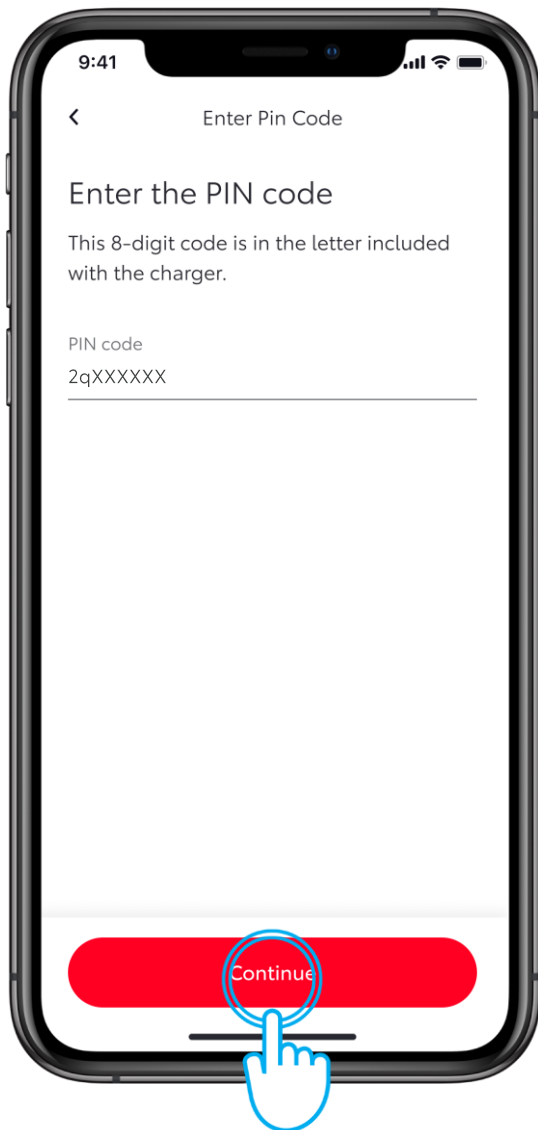 9:41
Enter Pin Code
Enter the PIN code
This 8-digit code is in the letter included
with the charger.
PIN code
2qXXXXXX
Continue